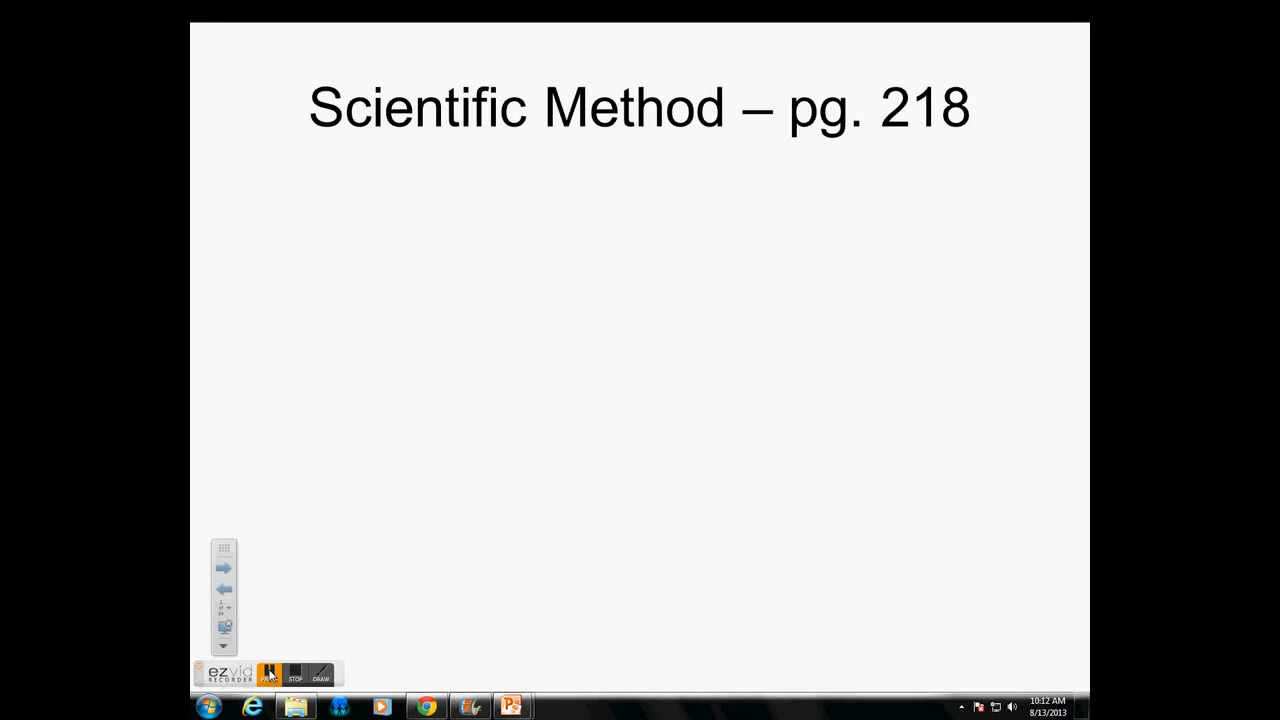 Scientific Method – pg. 218
ezvid
RECORDER
STOP
DRAW
10:12 AM
8/13/2013